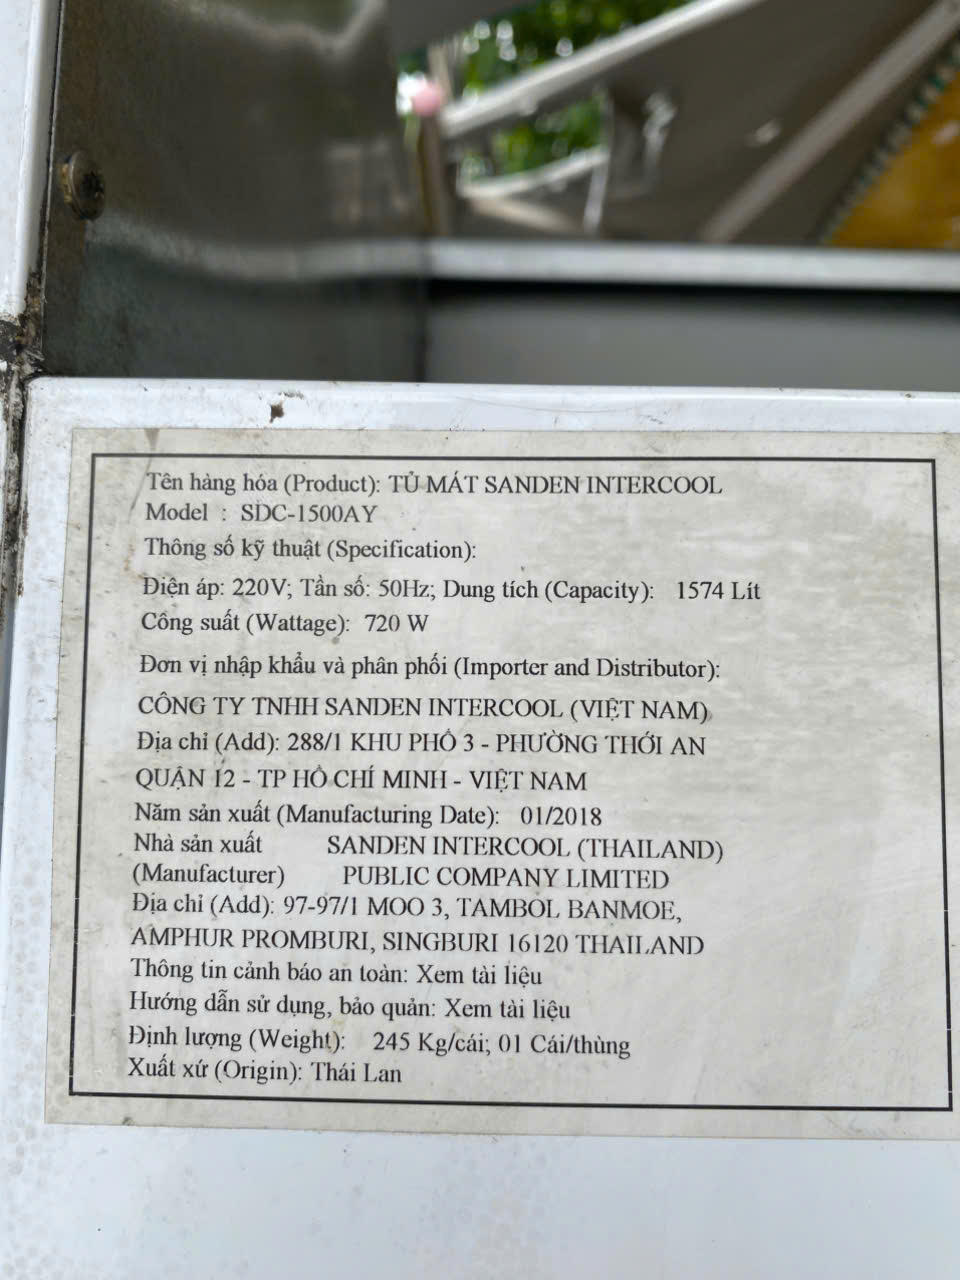 Tên hàng hóa (Product): TỦ MÁT SANDEN INTERCOOL
Model : SDC-1500AY
Thông số kỹ thuật (Specification):
Điện áp: 220V; Tần số: 50Hz; Dung tích (Capacity): 1574 Lít
Công suất (Wattage): 720 W
Đơn vị nhập khẩu và phân phối (Importer and Distributor):
CÔNG TY TNHH SANDEN INTERCOOL (VIỆT NAM)
Địa chỉ (Add): 288/1 KHU PHỐ 3 - PHƯỜNG THỚI AN
QUẬN 12 - TP HỒ CHÍ MINH - VIỆT NAM
Năm sản xuất (Manufacturing Date): 01/2018
Nhà sản xuất SANDEN INTERCOOL (THAILAND)
(Manufacturer) PUBLIC COMPANY LIMITED
Địa chỉ (Add): 97-97/1 MOO 3, TAMBOL BANMOE,
AMPHUR PROMBURI, SINGBURI 16120 THAILAND
Thông tin cảnh báo an toàn: Xem tài liệu
Hướng dẫn sử dụng, bảo quản: Xem tài liệu
Định lượng (Weight): 245 Kg/cái; 01 Cái/thùng
Xuất xứ (Origin): Thái Lan